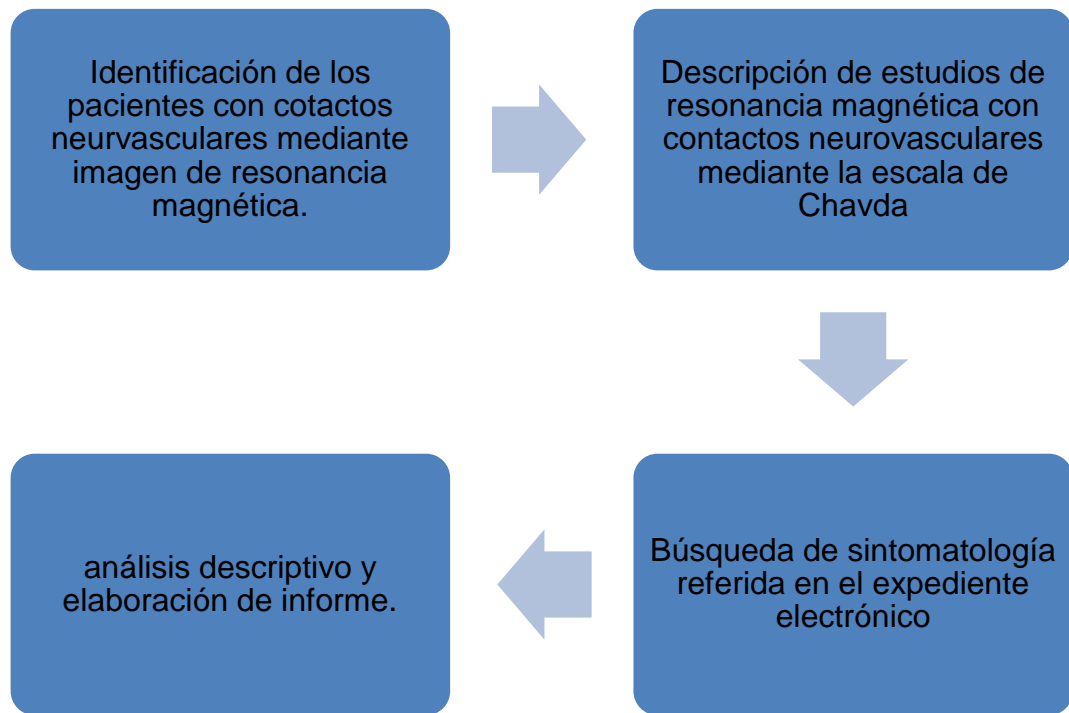 Identificación de los
pacientes con cotactos
neurvasculares mediante
imagen de resonancia
magnética.
Descripción de estudios de
resonancia magnética con
contactos neurovasculares
mediante la escala de
Chavda
Búsqueda de sintomatología
referida en el expediente
electrónico
análisis descriptivo y
elaboración de informe.